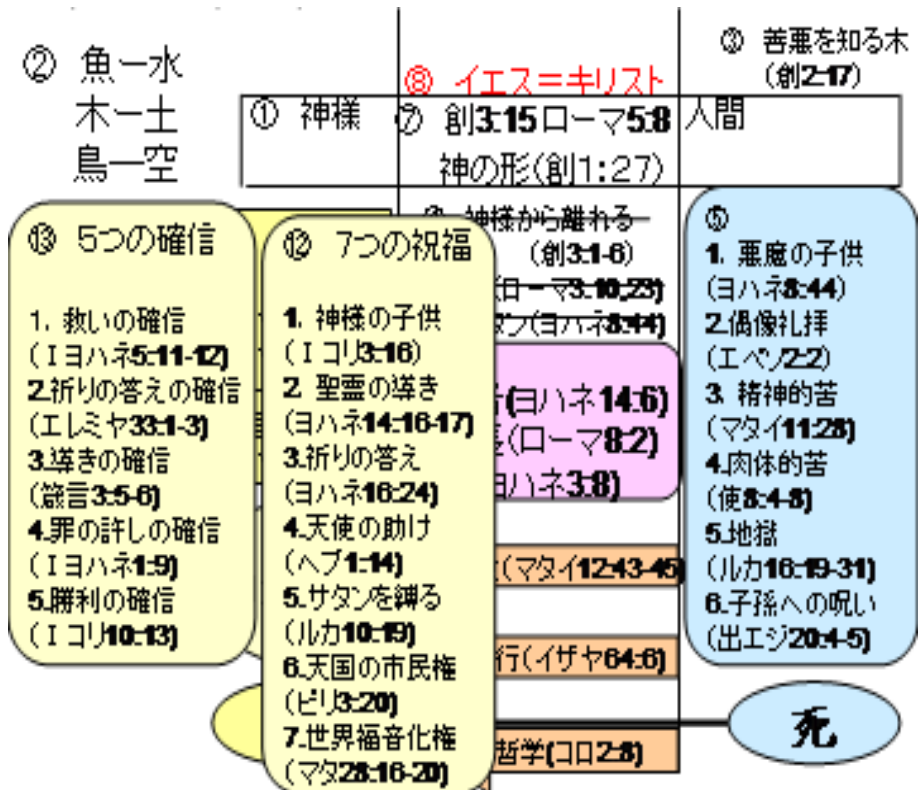 ② 魚ー水
木ー土
鳥ー空
⑧ イエス＝キリスト
③ 善悪を知る木
(創2:17)
① 神様
⑦ 創3:15ローマ5:8
神の形(創1:27)
人間
神様から離れる
(創3:1-6)
(ローマ3:10,23)
(ヨハネ8:44)
(ヨハネ14:6)
(ローマ8:2)
ヨハネ3:8)
(マタイ12:43-45)
行(イザヤ64:6)
哲学(コロ2:8)
⑬ 5つの確信
1. 救いの確信
(Ⅰヨハネ5:11-12)
2.祈りの答えの確信
(エレミヤ33:1-3)
3.導きの確信
(箴言3:5-6)
4.罪の許しの確信
(Ⅰヨハネ1:9)
5.勝利の確信
(Ⅰコリ10:13)
⑫ 7つの祝福
1. 神様の子供
(Ⅰコリ3:16)
2. 聖霊の導き
(ヨハネ14:16-17)
3.祈りの答え
(ヨハネ16:24)
4.天使の助け
(ヘブ1:14)
5.サタンを縛る
(ルカ10:19)
6.天国の市民権
(ピリ3:20)
7.世界福音化権
(マタ28:16-20)
⑤
1. 悪魔の子供
(ヨハネ8:44)
2.偶像礼拝
(エペソ2:2)
3. 精神的苦
(マタイ11:28)
4.肉体的苦
(使8:4-8)
5.地獄
(ルカ16:19-31)
6.子孫への呪い
(出エジ20:4-5)
死